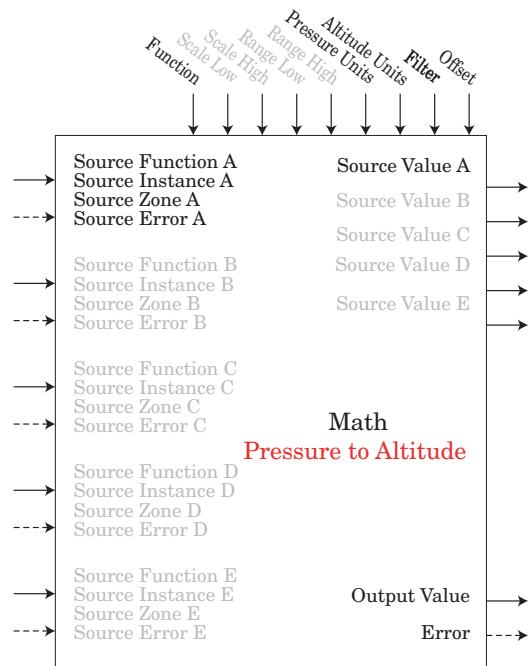 Function
Scale Low
Scale High
Range Low
Range High
Pressure Units
Altitude Units
Filter
Offset
Source Function A
Source Instance A
Source Zone A
Source Error A
Source Function B
Source Instance B
Source Zone B
Source Error B
Source Function C
Source Instance C
Source Zone C
Source Error C
Source Function D
Source Instance D
Source Zone D
Source Error D
Source Function E
Source Instance E
Source Zone E
Source Error E
Source Value A
Source Value B
Source Value C
Source Value D
Source Value E
Math
Pressure to Altitude
Output Value
Error